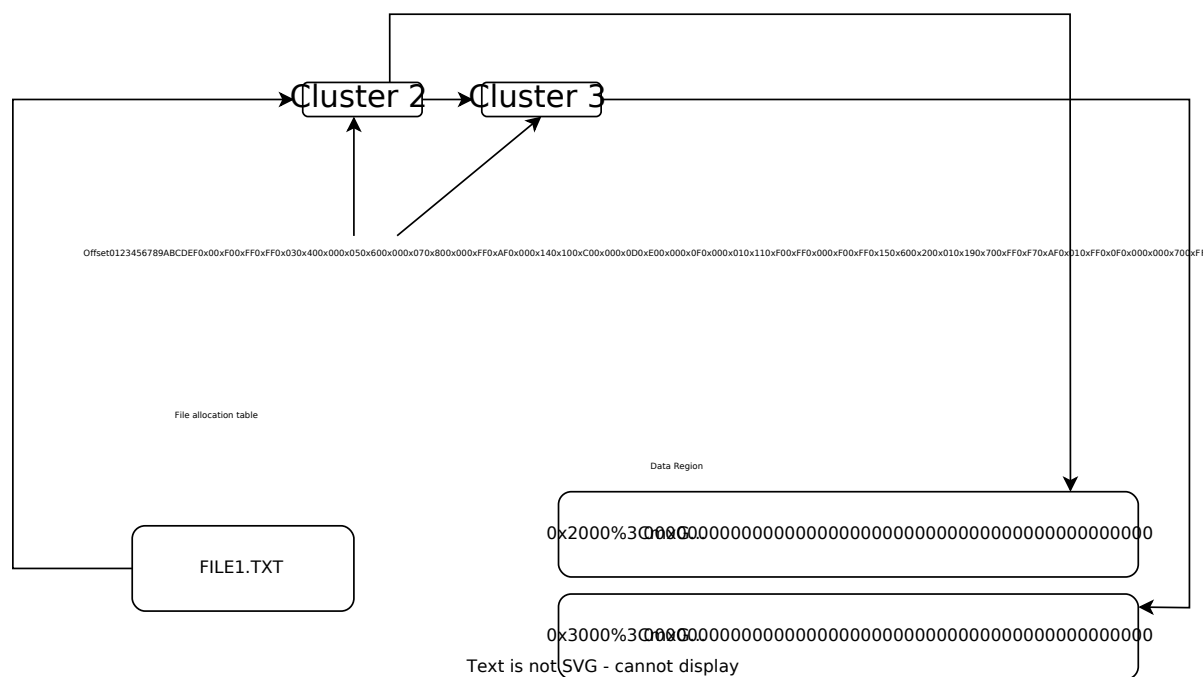 Cluster 2
Cluster 3
Offset0123456789ABCDEF0x00xF00xFF0xFF0x030x400x000x050x600x000x070x800x000xFF0xAF0x000x140x100xC00x000x0D0xE00x000x0F0x000x010x110xF00xFF0x000xF00xFF0x150x600x200x010x190x700xFF0xF70xAF0x010xFF0x0F0x000x000x700xF
File allocation table
Data Region
FILE1.TXT
Text is not SVG - cannot display